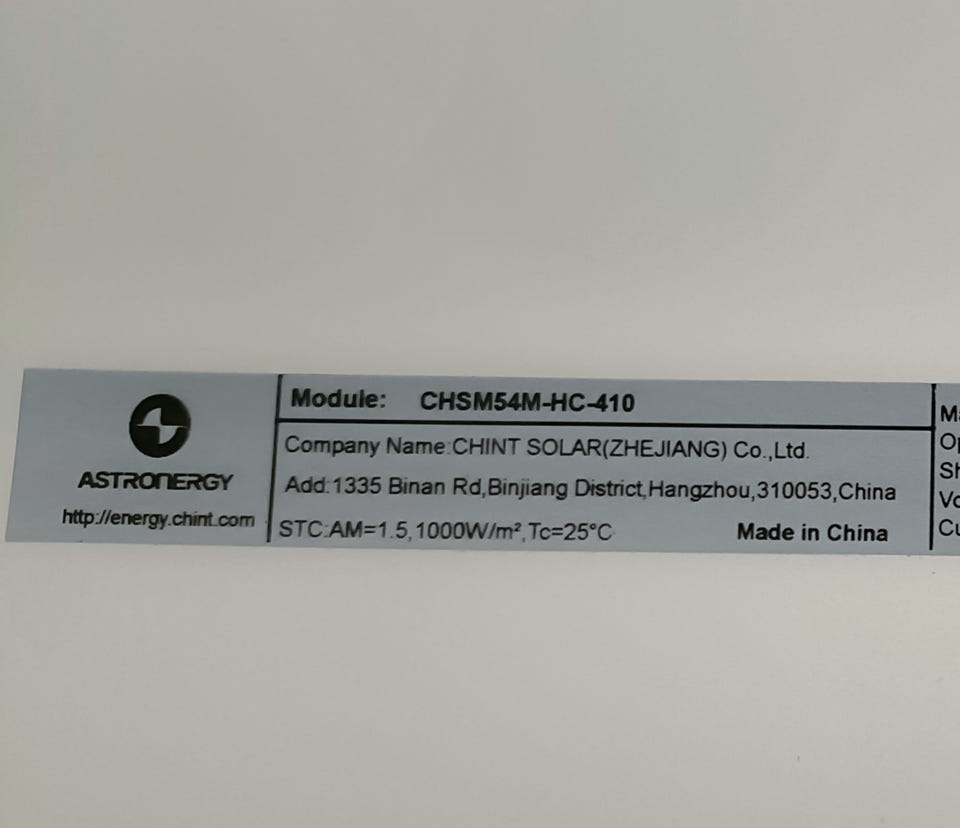 Module: CHSM54M-HC-410
Company Name:CHINT SOLAR(ZHEJIANG) Co.,Ltd.
Add:1335 Binan Rd,Binjiang District,Hangzhou,310053,China
STC:AM=1.5,1000W/m²,Tc=25°C Made in China
ASTRONERGY
http://energy.chint.com